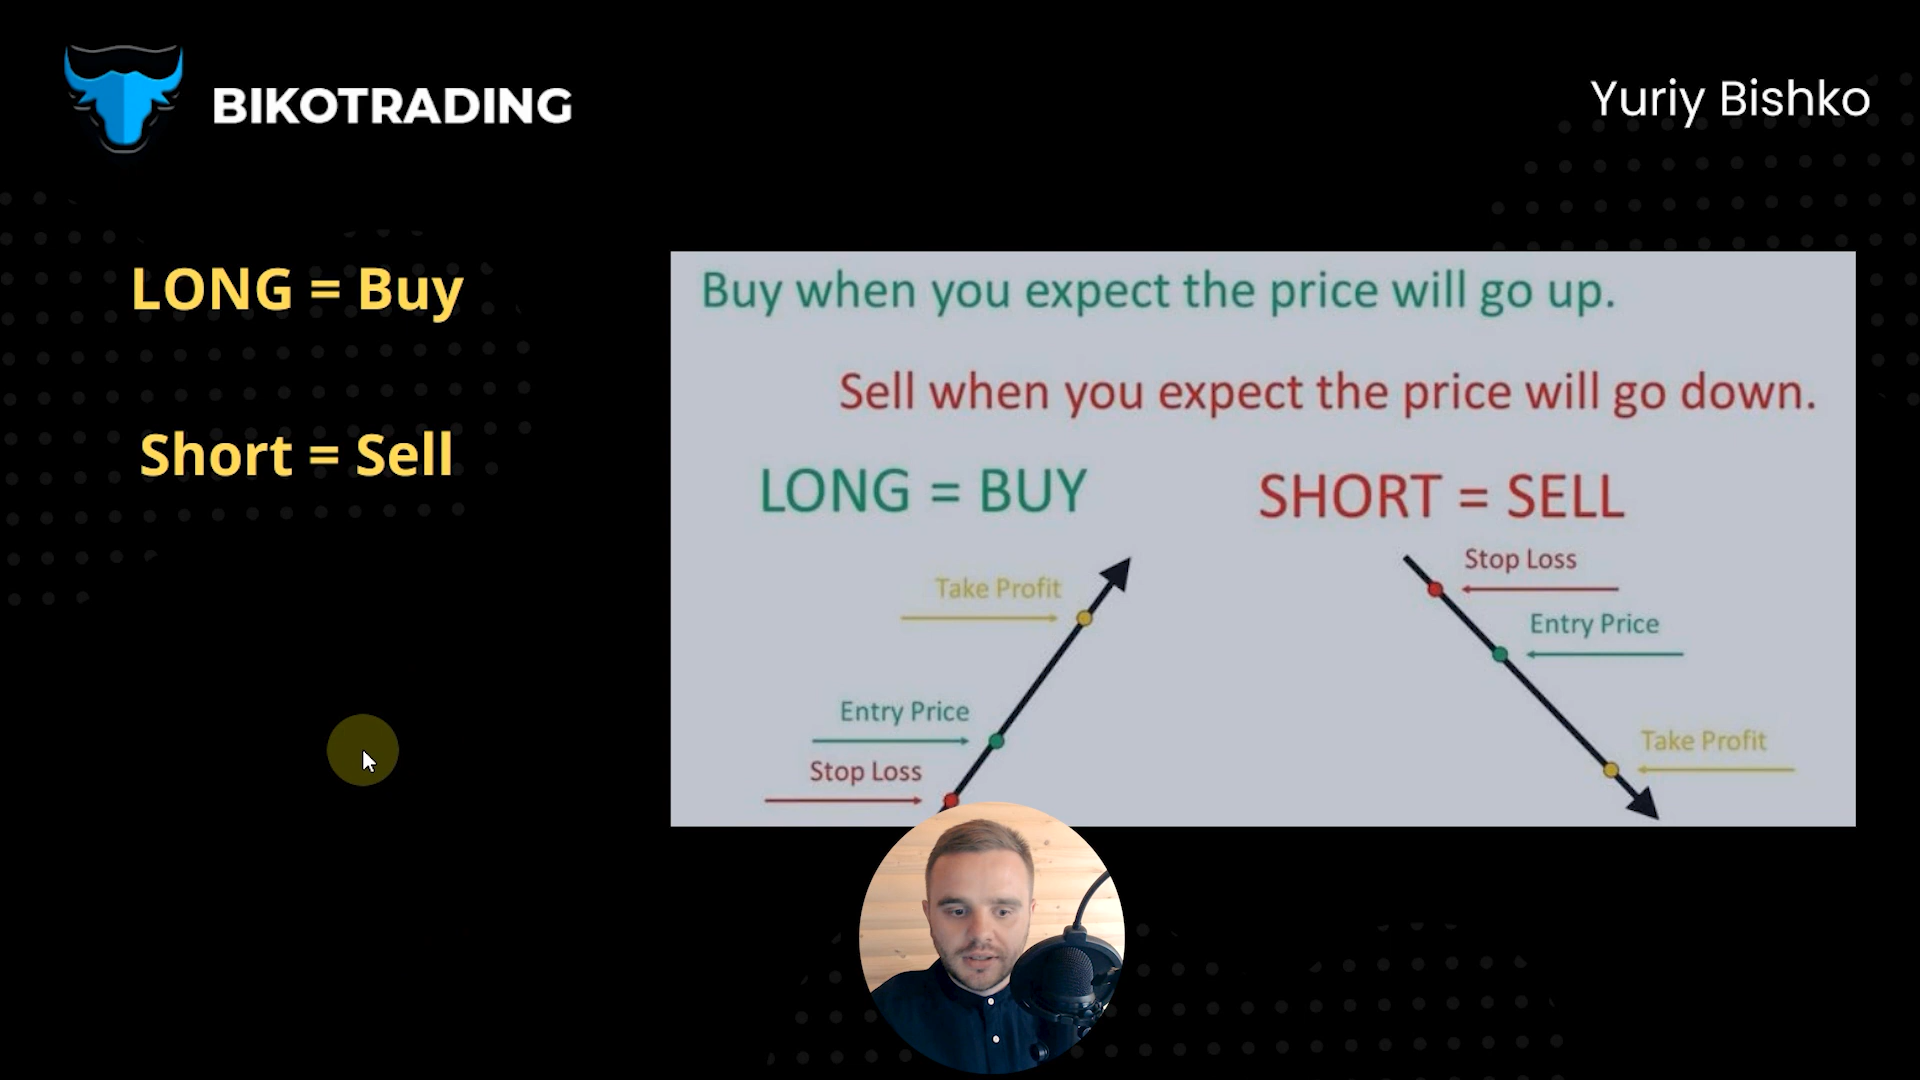 BIKOTRADING
Yuriy Bishko
LONG = Buy
Short = Sell
Buy when you expect the price will go up.
Sell when you expect the price will go down.
LONG = BUY
Take Profit
Entry Price
Stop Loss
SHORT = SELL
Stop Loss
Entry Price
Take Profit